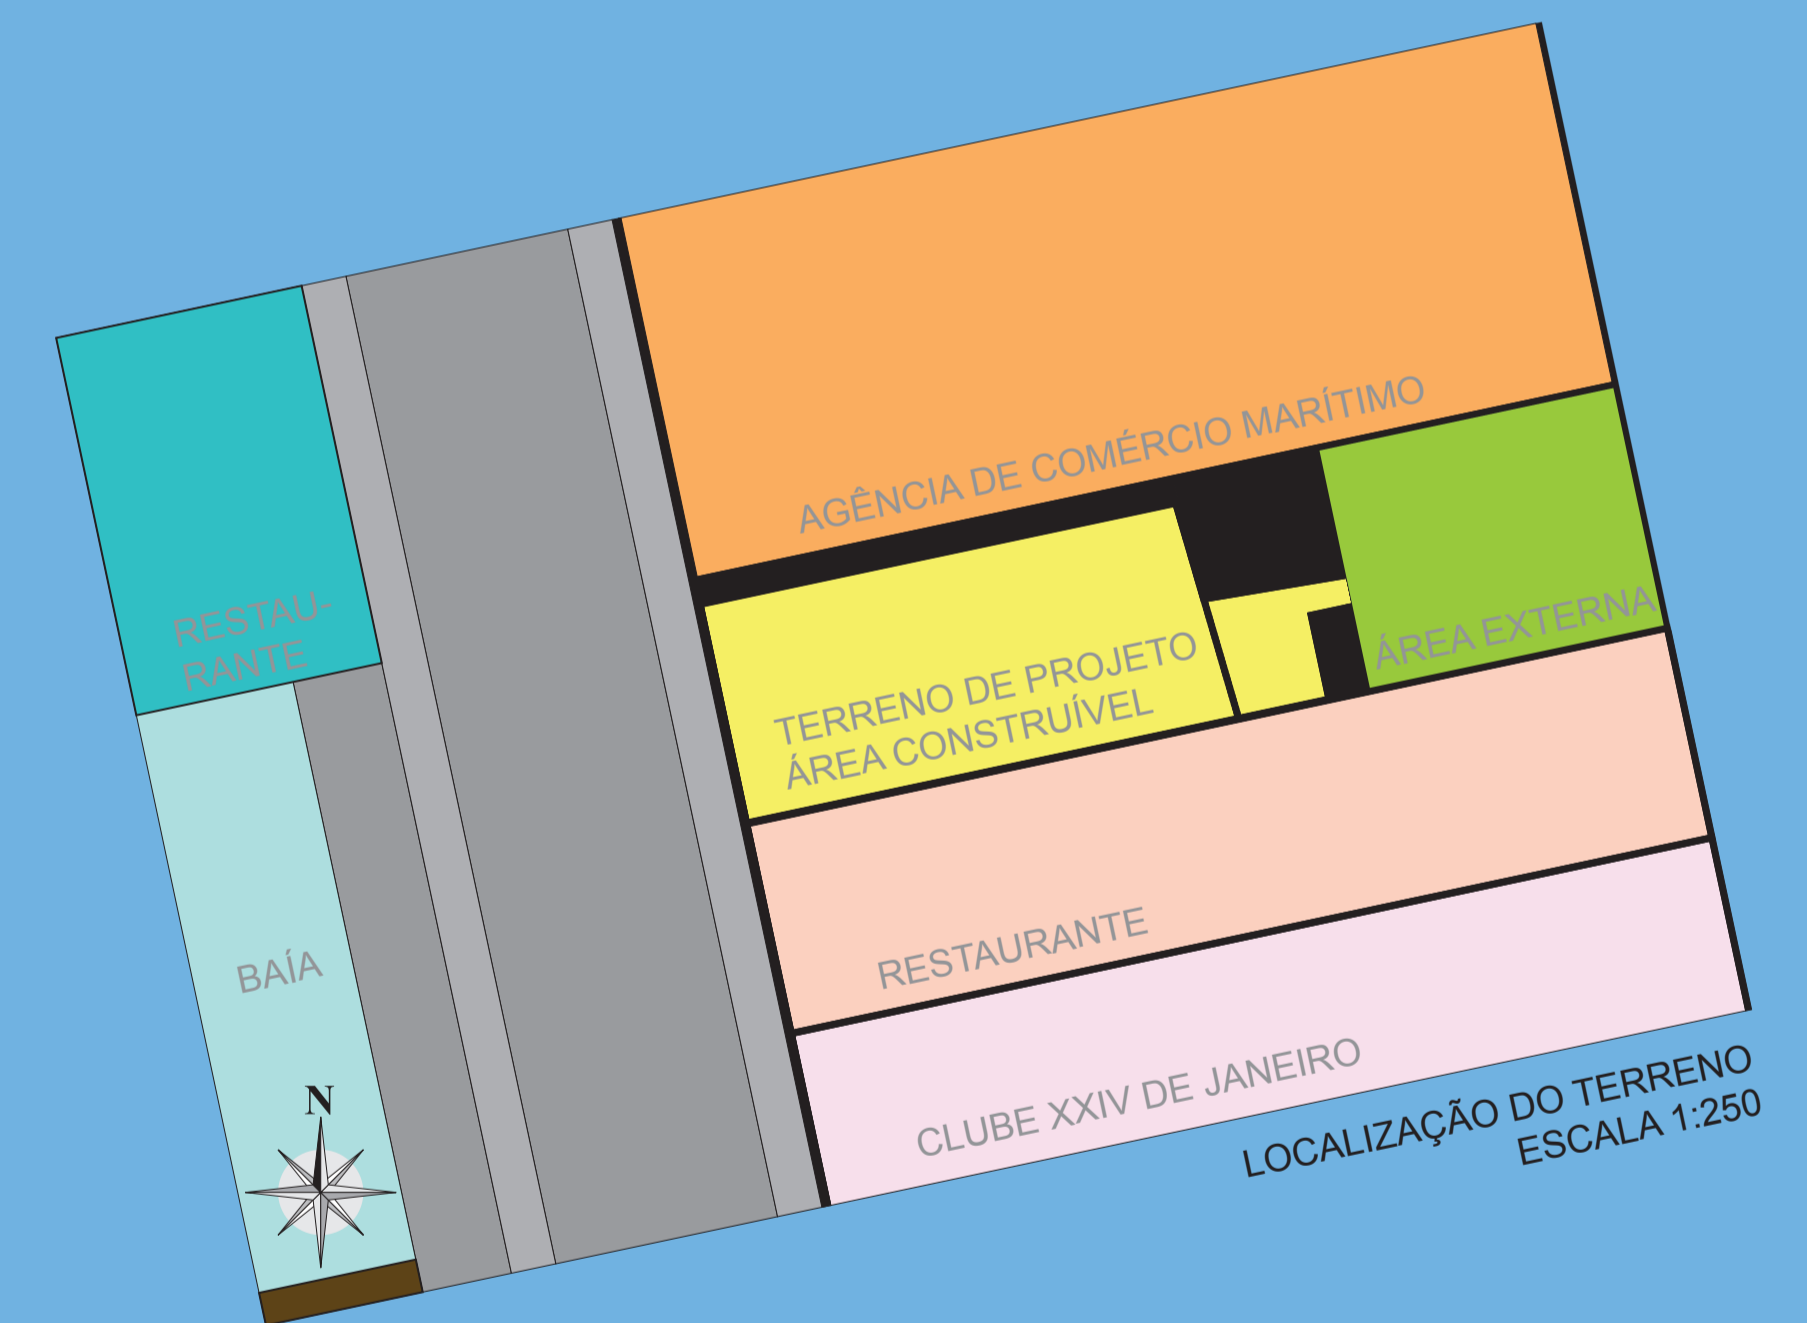 AGÊNCIA DE COMÉRCIO MARÍTIMO
RESTAU-
RANTE
TERRENO DE PROJETO
ÁREA CONSTRUÍVEL
ÁREA EXTERNA
BAÍA
RESTAURANTE
N
CLUBE XXIV DE JANEIRO
LOCALIZAÇÃO DO TERRENO
ESCALA 1:250